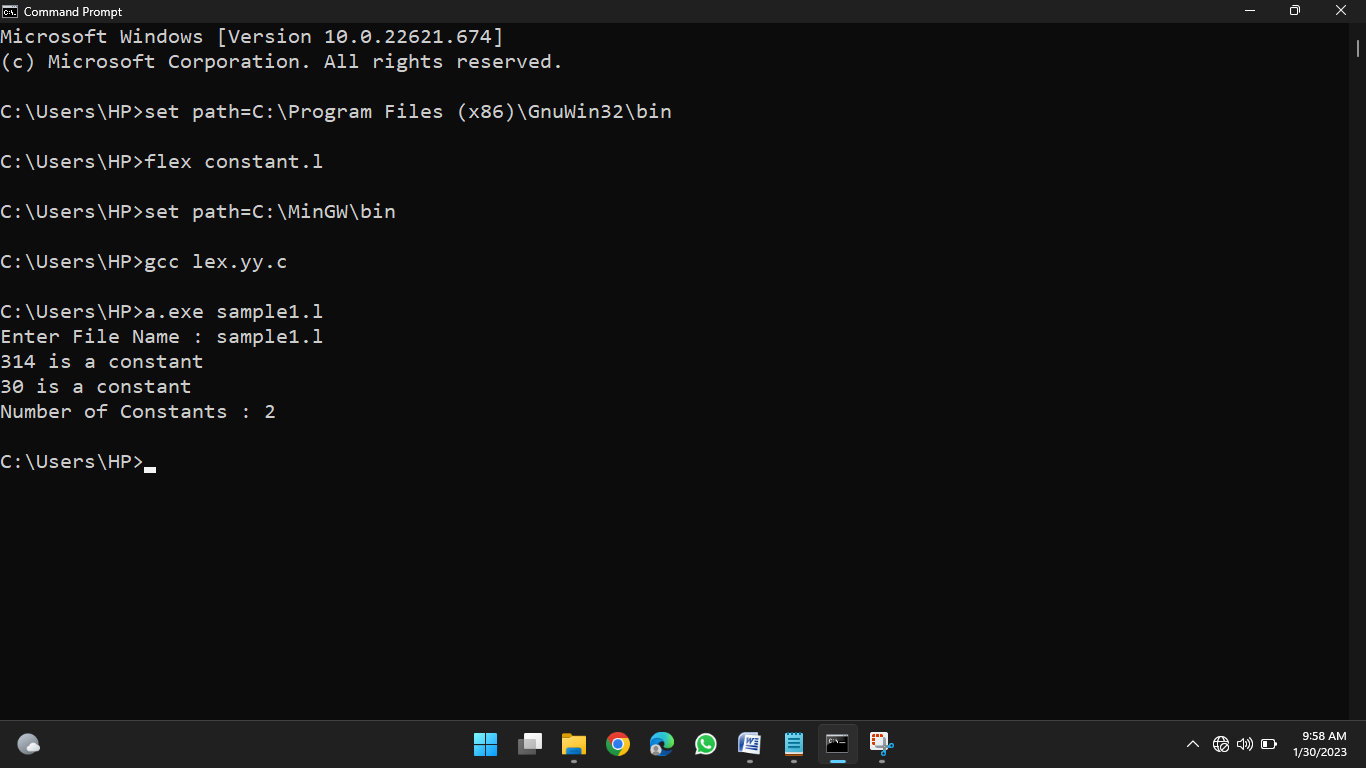 Command Prompt
Microsoft Windows [Version 10.0.22621.674]
(c) Microsoft Corporation. All rights reserved.
C:\Users\HP>set path=C:\Program Files (x86)\GnuWin32\bin
C:\Users\HP>flex constant.l
C:\Users\HP>set path=C:\MinGW\bin
C:\Users\HP>gcc lex.yy.c
C:\Users\HP>a.exe sample1.l
Enter File Name : sample1.l
314 is a constant
30 is a constant
Number of Constants : 2
C:\Users\HP>
9:58 AM
1/30/2023